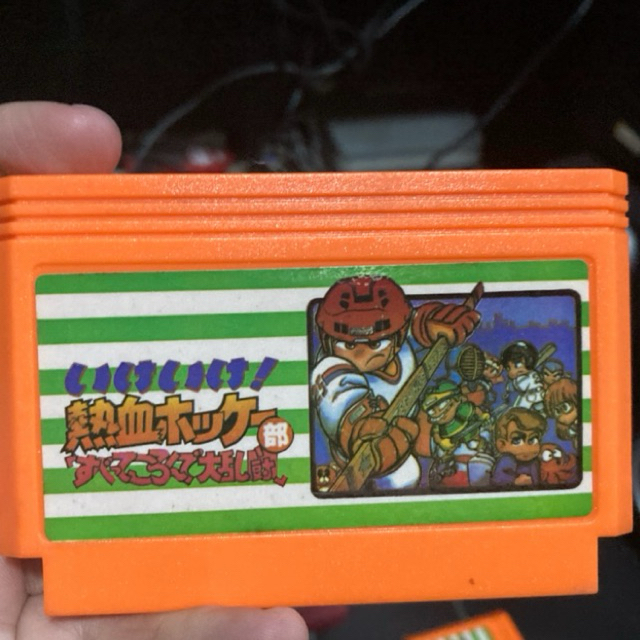 いけいけ!
熱血ホッケー部
「すべってころんで大乱闘」